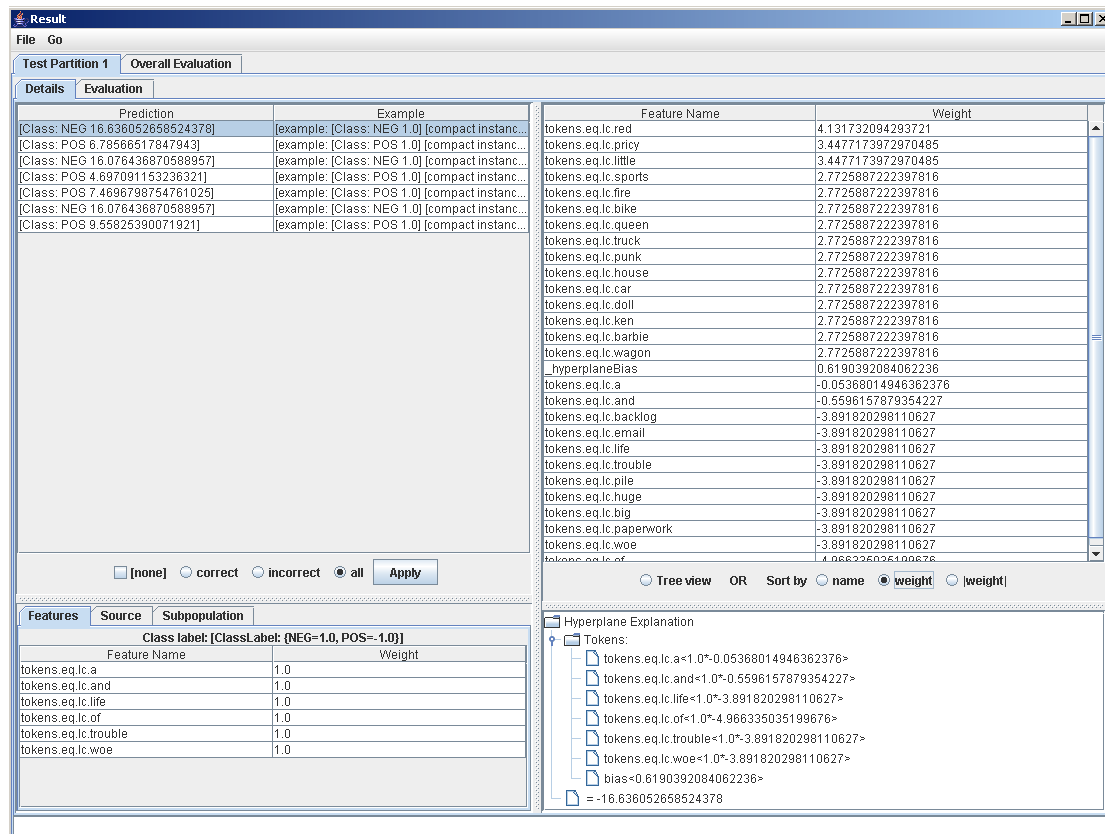 Result
File Go
Test Partition 1 Overall Evaluation
Details Evaluation
Prediction Example
[Class: NEG 16.636052658524378] [example: [Class: NEG 1.0] [compact instanc...
[Class: POS 6.78566517847943] [example: [Class: POS 1.0] [compact instanc...
[Class: NEG 16.076436870588957] [example: [Class: NEG 1.0] [compact instanc...
[Class: POS 4.697091153236321] [example: [Class: POS 1.0] [compact instanc...
[Class: POS 7.4696798754761025] [example: [Class: POS 1.0] [compact instanc...
[Class: NEG 16.076436870588957] [example: [Class: NEG 1.0] [compact instanc...
[Class: POS 9.55825390071921] [example: [Class: POS 1.0] [compact instanc...
[none] correct incorrect all Apply
Features Source Subpopulation
Class label: [ClassLabel: {NEG=1.0, POS=-1.0}]
Feature Name Weight
tokens.eq.lc.a 1.0
tokens.eq.lc.and 1.0
tokens.eq.lc.life 1.0
tokens.eq.lc.of 1.0
tokens.eq.lc.trouble 1.0
tokens.eq.lc.woe 1.0
Feature Name Weight
tokens.eq.lc.red 4.131732094293721
tokens.eq.lc.pricy 3.4477173972970485
tokens.eq.lc.little 3.4477173972970485
tokens.eq.lc.sports 2.7725887222397816
tokens.eq.lc.fire 2.7725887222397816
tokens.eq.lc.bike 2.7725887222397816
tokens.eq.lc.queen 2.7725887222397816
tokens.eq.lc.truck 2.7725887222397816
tokens.eq.lc.punk 2.7725887222397816
tokens.eq.lc.house 2.7725887222397816
tokens.eq.lc.car 2.7725887222397816
tokens.eq.lc.doll 2.7725887222397816
tokens.eq.lc.ken 2.7725887222397816
tokens.eq.lc.barbie 2.7725887222397816
tokens.eq.lc.wagon 2.7725887222397816
_hyperplaneBias 0.6190392084062236
tokens.eq.lc.a -0.05368014946362376
tokens.eq.lc.and -0.5596157879354227
tokens.eq.lc.backlog -3.891820298110627
tokens.eq.lc.email -3.891820298110627
tokens.eq.lc.life -3.891820298110627
tokens.eq.lc.trouble -3.891820298110627
tokens.eq.lc.pile -3.891820298110627
tokens.eq.lc.huge -3.891820298110627
tokens.eq.lc.big -3.891820298110627
tokens.eq.lc.paperwork -3.891820298110627
tokens.eq.lc.woe -3.891820298110627
tokens.eq.lc.of -4.966335035199676
Tree view OR Sort by name weight |weight|
Hyperplane Explanation
Tokens:
tokens.eq.lc.a<1.0*-0.05368014946362376>
tokens.eq.lc.and<1.0*-0.5596157879354227>
tokens.eq.lc.life<1.0*-3.891820298110627>
tokens.eq.lc.of<1.0*-4.966335035199676>
tokens.eq.lc.trouble<1.0*-3.891820298110627>
tokens.eq.lc.woe<1.0*-3.891820298110627>
bias<0.6190392084062236>
= -16.636052658524378